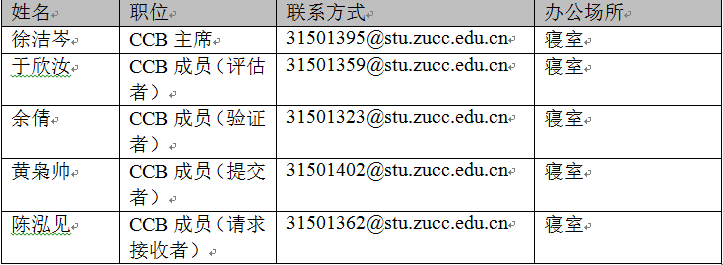 姓名 职位 联系方式 办公场所
徐洁岑 CCB 主席 31501395@stu.zucc.edu.cn 寝室
于欣汝 CCB 成员（评估 31501359@stu.zucc.edu.cn 寝室
者）
余倩 CCB 成员（验证 31501323@stu.zucc.edu.cn 寝室
者）
黄枭帅 CCB 成员（提交 31501402@stu.zucc.edu.cn 寝室
者）
陈泓见 CCB 成员（请求 31501362@stu.zucc.edu.cn 寝室
接收者）